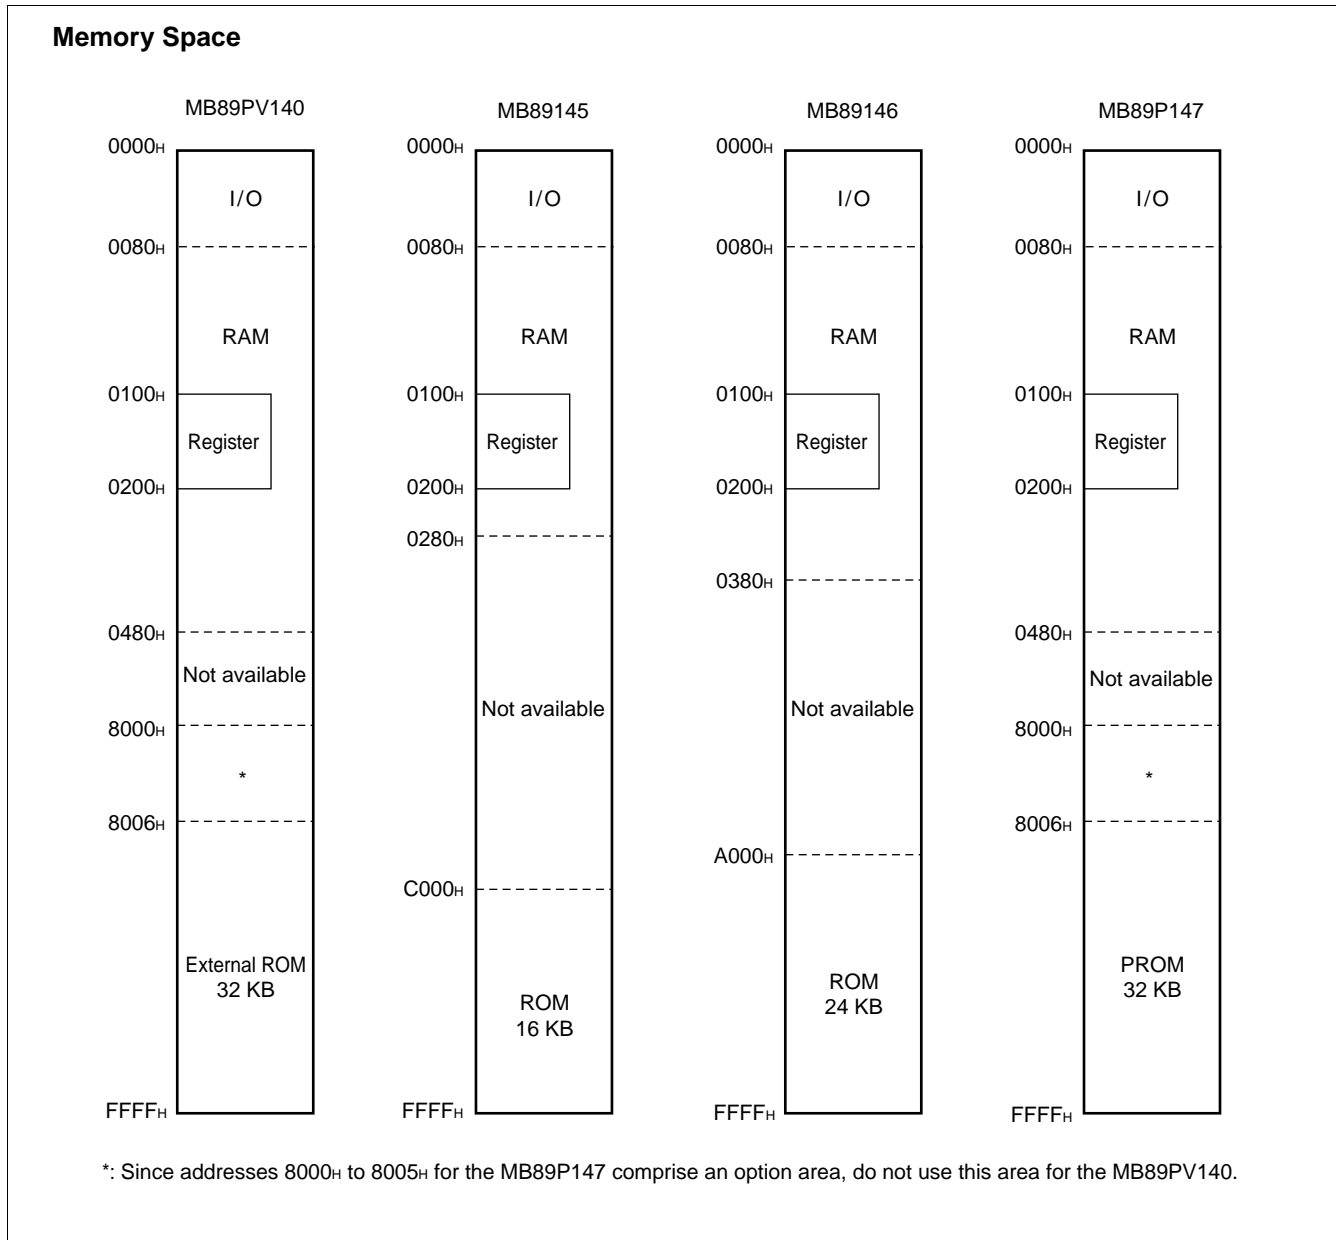 Memory Space
MB89PV140
0000H
I/O
0080H
RAM
0100H
Register
0200H
0480H
Not available
8000H
*
8006H
External ROM
32 KB
FFFFH
MB89145
0000H
I/O
0080H
RAM
0100H
Register
0200H
0280H
Not available
C000H
ROM
16 KB
FFFFH
MB89146
0000H
I/O
0080H
RAM
0100H
Register
0200H
0380H
Not available
A000H
ROM
24 KB
FFFFH
MB89P147
0000H
I/O
0080H
RAM
0100H
Register
0200H
0480H
Not available
8000H
*
8006H
PROM
32 KB
FFFFH
*: Since addresses 8000H to 8005H for the MB89P147 comprise an option area, do not use this area for the MB89PV140.